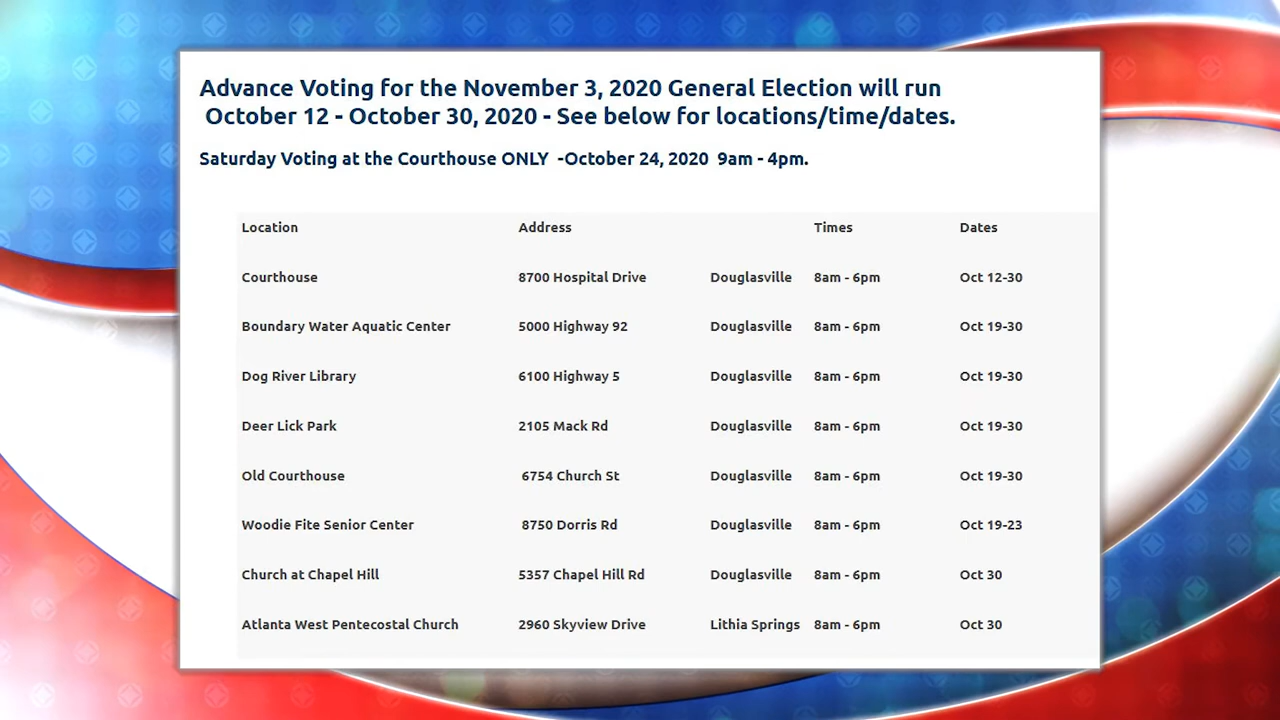 Advance Voting for the November 3, 2020 General Election will run
October 12 - October 30, 2020 - See below for locations/time/dates.
Saturday Voting at the Courthouse ONLY -October 24, 2020 9am - 4pm.
Location Address Times Dates
Courthouse 8700 Hospital Drive Douglasville 8am - 6pm Oct 12-30
Boundary Water Aquatic Center 5000 Highway 92 Douglasville 8am - 6pm Oct 19-30
Dog River Library 6100 Highway 5 Douglasville 8am - 6pm Oct 19-30
Deer Lick Park 2105 Mack Rd Douglasville 8am - 6pm Oct 19-30
Old Courthouse 6754 Church St Douglasville 8am - 6pm Oct 19-30
Woodie Fite Senior Center 8750 Dorris Rd Douglasville 8am - 6pm Oct 19-23
Church at Chapel Hill 5357 Chapel Hill Rd Douglasville 8am - 6pm Oct 30
Atlanta West Pentecostal Church 2960 Skyview Drive Lithia Springs 8am - 6pm Oct 30